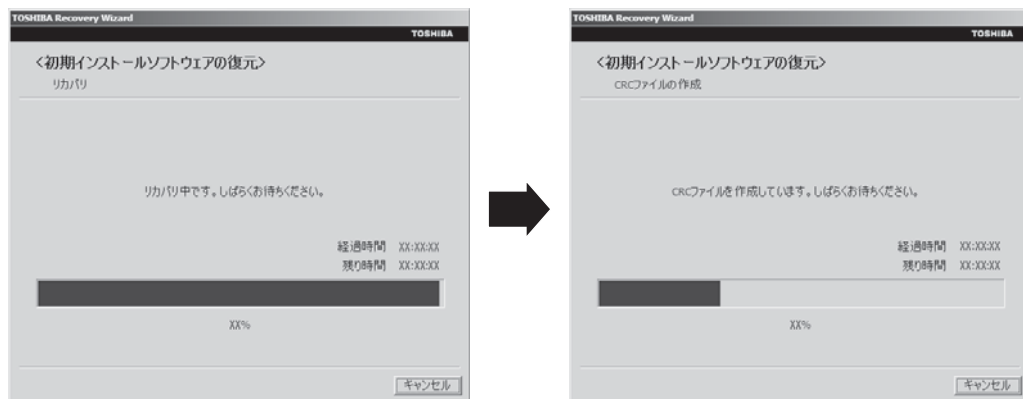 TOSHIBA Recovery Wizard
TOSHIBA
<初期インストールソフトウェアの復元>
リカバリ
リカバリ中です。しばらくお待ちください。
経過時間 XX:XX:XX
残り時間 XX:XX:XX
XX%
キャンセル
TOSHIBA Recovery Wizard
TOSHIBA
<初期インストールソフトウェアの復元>
CRCファイルの作成
CRCファイルを作成しています。しばらくお待ちください。
経過時間 XX:XX:XX
残り時間 XX:XX:XX
XX%
キャンセル